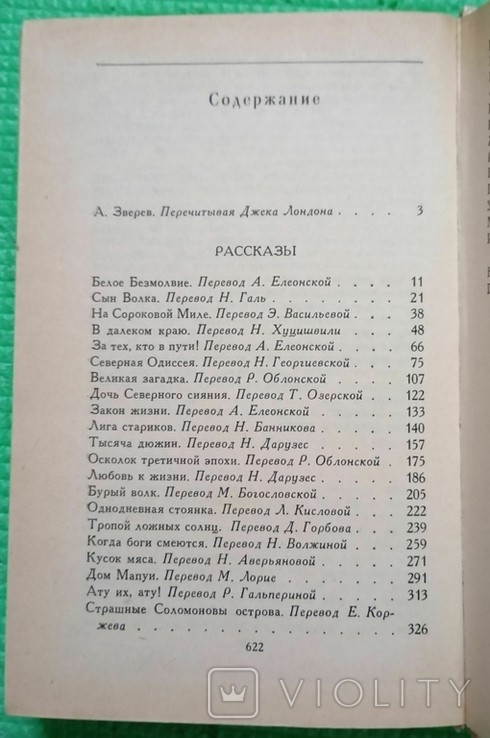 Содержание
А. Зверев. Перечитывая Джека Лондона . . . . 3
РАССКАЗЫ
Белое Безмолвие. Перевод А. Елеонской . . . . 11
Сын Волка. Перевод Н. Галь . . . . . 21
На Сороковой Миле. Перевод Э. Васильевой . . . 38
В далеком краю. Перевод Н. Хуцишвили . . . 48
За тех, кто в пути! Перевод А. Елеонской . . . 66
Северная Одиссея. Перевод Н. Георгиевской . . . 75
Великая загадка. Перевод Р. Облонской . . . 107
Дочь Северного сияния. Перевод Т. Озерской . . . 122
Закон жизни. Перевод А. Елеонской . . . . 133
Лига стариков. Перевод Н. Банникова . . . . 140
Тысяча дюжин. Перевод Н. Дарузес . . . . 157
Осколок третичной эпохи. Перевод Р. Облонской . 175
Любовь к жизни. Перевод Н. Дарузес . . . . 186
Бурый волк. Перевод М. Богословской . . . . 205
Однодневная стоянка. Перевод Л. Кисловой . . . 222
Тропой ложных солнц. Перевод Д. Горбова . . . 239
Когда боги смеются. Перевод Н. Волжиной . . . 259
Кусок мяса. Перевод Н. Аверьяновой . . . . 271
Дом Мапуи. Перевод М. Лорие . . . . . 291
Ату их, ату! Перевод Р. Гальпериной . . . . 313
Страшные Соломоновы острова. Перевод Е. Кор-
жева . . . . . . . . . . . . 326
622
VIOLITY